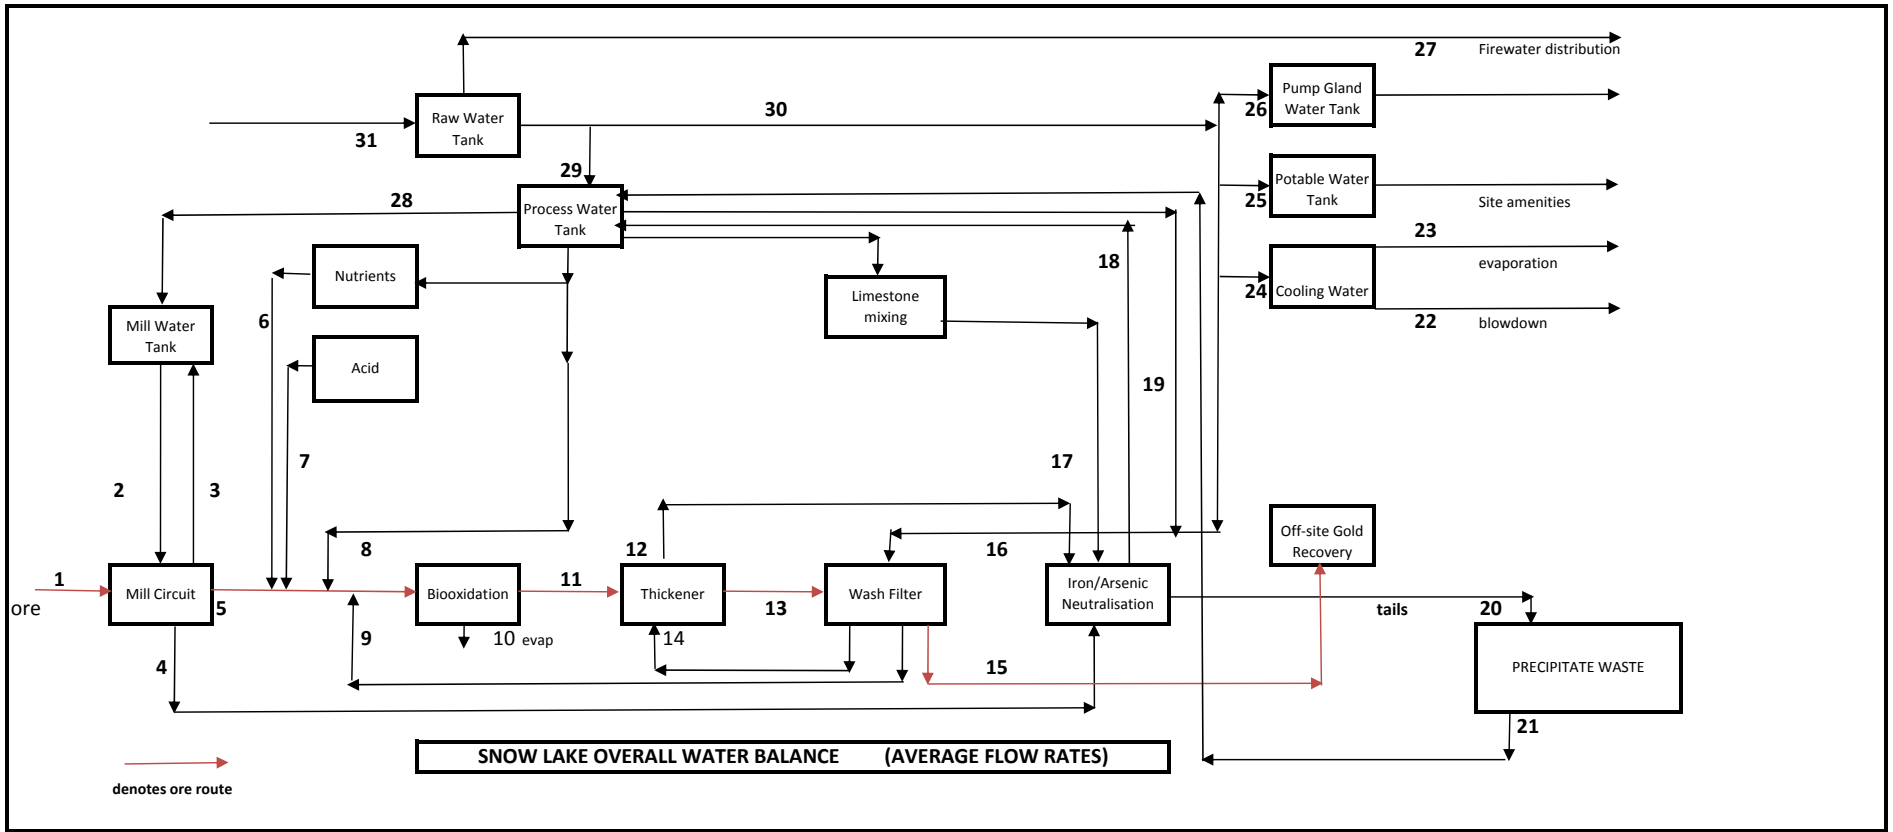 27 Firewater distribution
Pump Gland
Water Tank
26
Raw Water
Tank
30
31
29
Potable Water
Tank
25
Site amenities
28
Process Water
Tank
23
18
evaporation
Nutrients
Limestone
mixing
24 Cooling Water
6
22 blowdown
Mill Water
Tank
Acid
19
7
17
2
3
Off-site Gold
Recovery
8
12
16
1
ore
Mill Circuit
5
Biooxidation
11
Thickener
13
Wash Filter
Iron/Arsenic
Neutralisation
tails
20
9
10 evap
14
4
15
PRECIPITATE WASTE
21
SNOW LAKE OVERALL WATER BALANCE (AVERAGE FLOW RATES)
denotes ore route